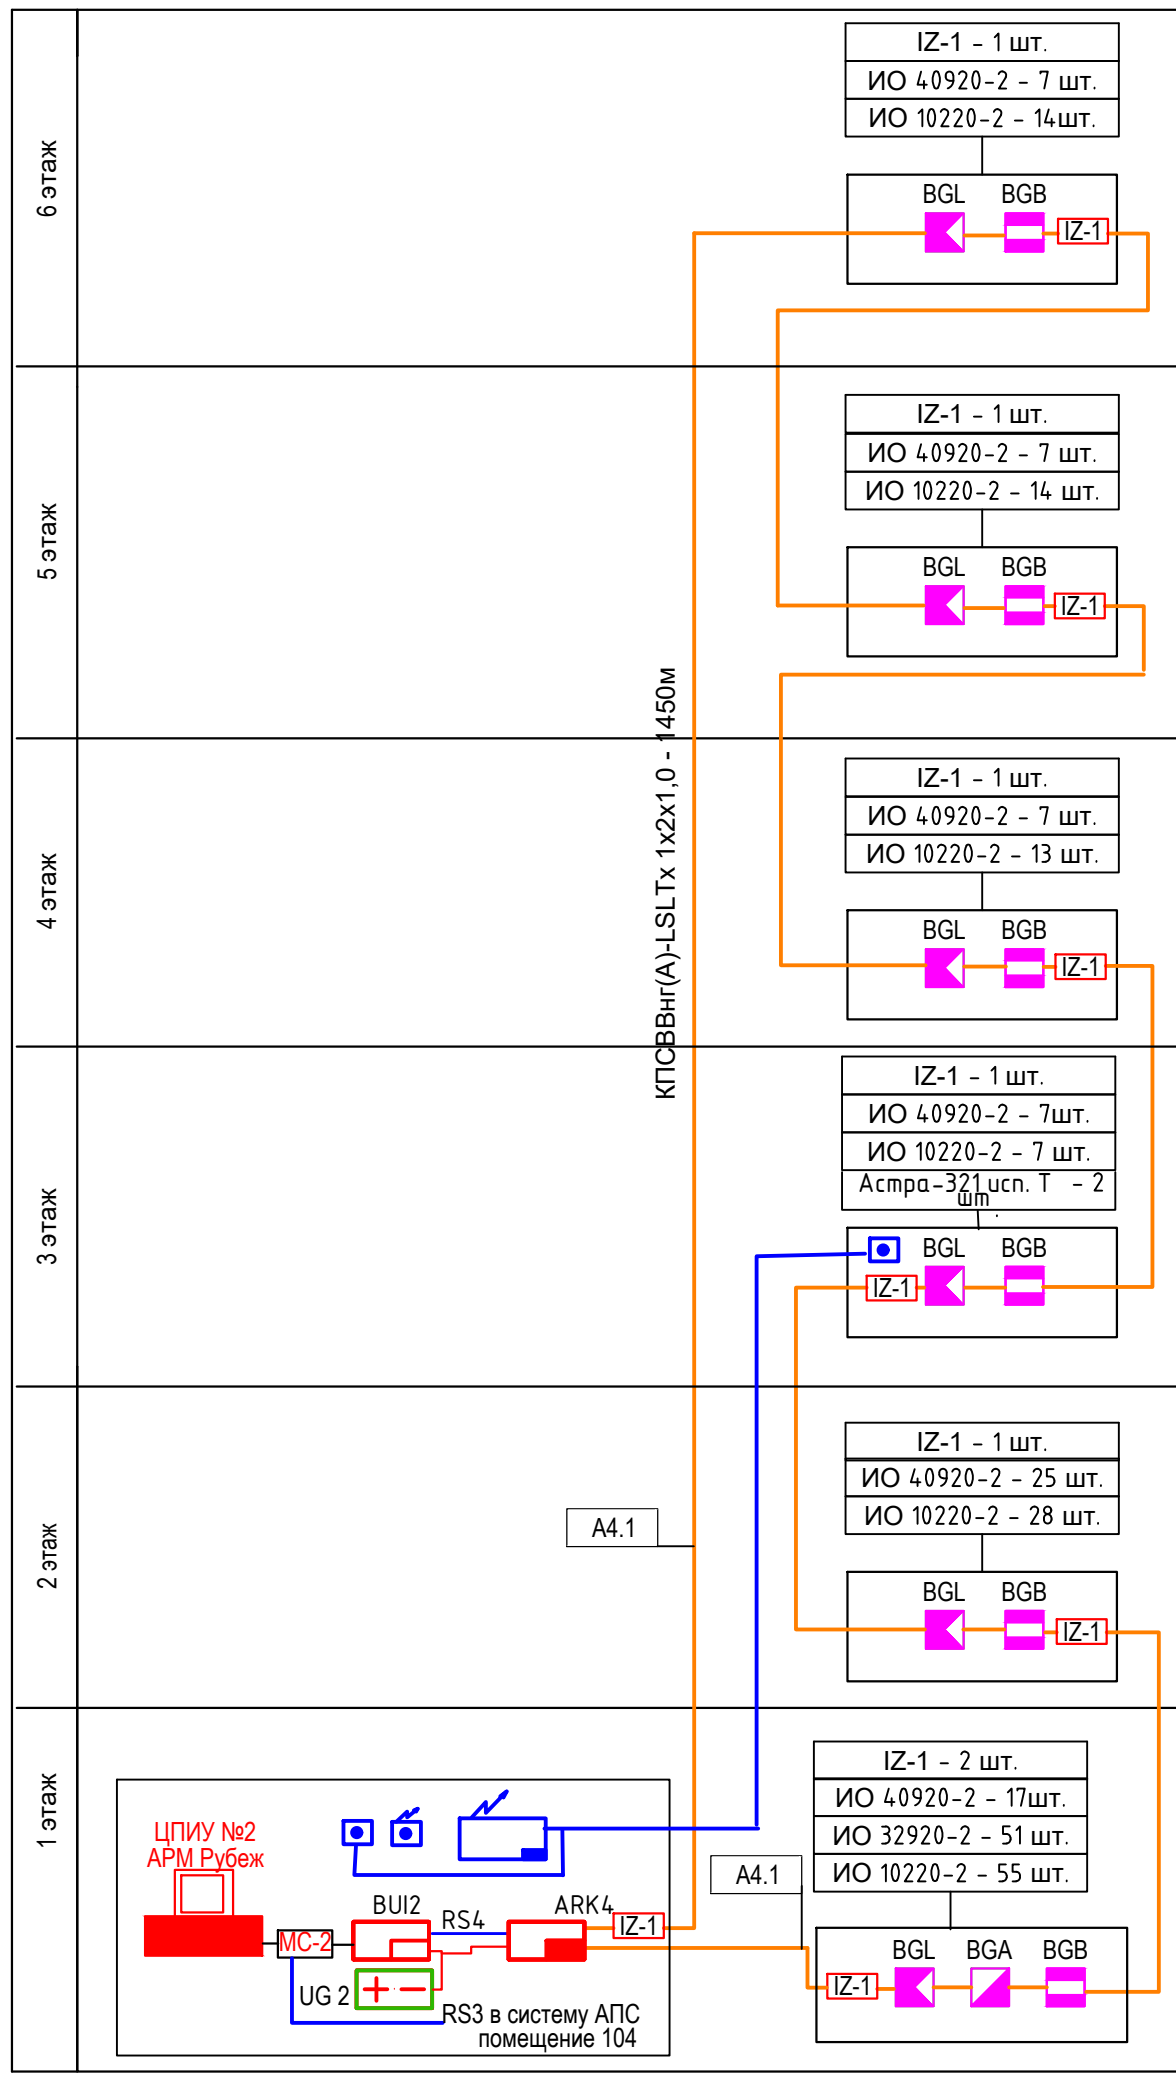 6 этаж
IZ-1 - 1 шт.
ИО 40920-2 - 7 шт.
ИО 10220-2 - 14шт.
BGL BGB
IZ-1
5 этаж
IZ-1 - 1 шт.
ИО 40920-2 - 7 шт.
ИО 10220-2 - 14 шт.
BGL BGB
IZ-1
КПСВВнг(А)-LSLTx 1x2x1,0 - 1450м
4 этаж
IZ-1 - 1 шт.
ИО 40920-2 - 7 шт.
ИО 10220-2 - 13 шт.
BGL BGB
IZ-1
3 этаж
IZ-1 - 1 шт.
ИО 40920-2 - 7шт.
ИО 10220-2 - 7 шт.
Астра-321 исп. Т - 2
шт.
BGL BGB
IZ-1
2 этаж
IZ-1 - 1 шт.
ИО 40920-2 - 25 шт.
ИО 10220-2 - 28 шт.
А4.1
BGL BGB
IZ-1
1 этаж
IZ-1 - 2 шт.
ИО 40920-2 - 17шт.
ИО 32920-2 - 51 шт.
ИО 10220-2 - 55 шт.
А4.1
ЦПИУ №2
АРМ Рубеж
BUI2 RS4 ARK4
IZ-1
МС-2
UG 2
RS3 в систему АПС
помещение 104
BGL BGA BGB
IZ-1